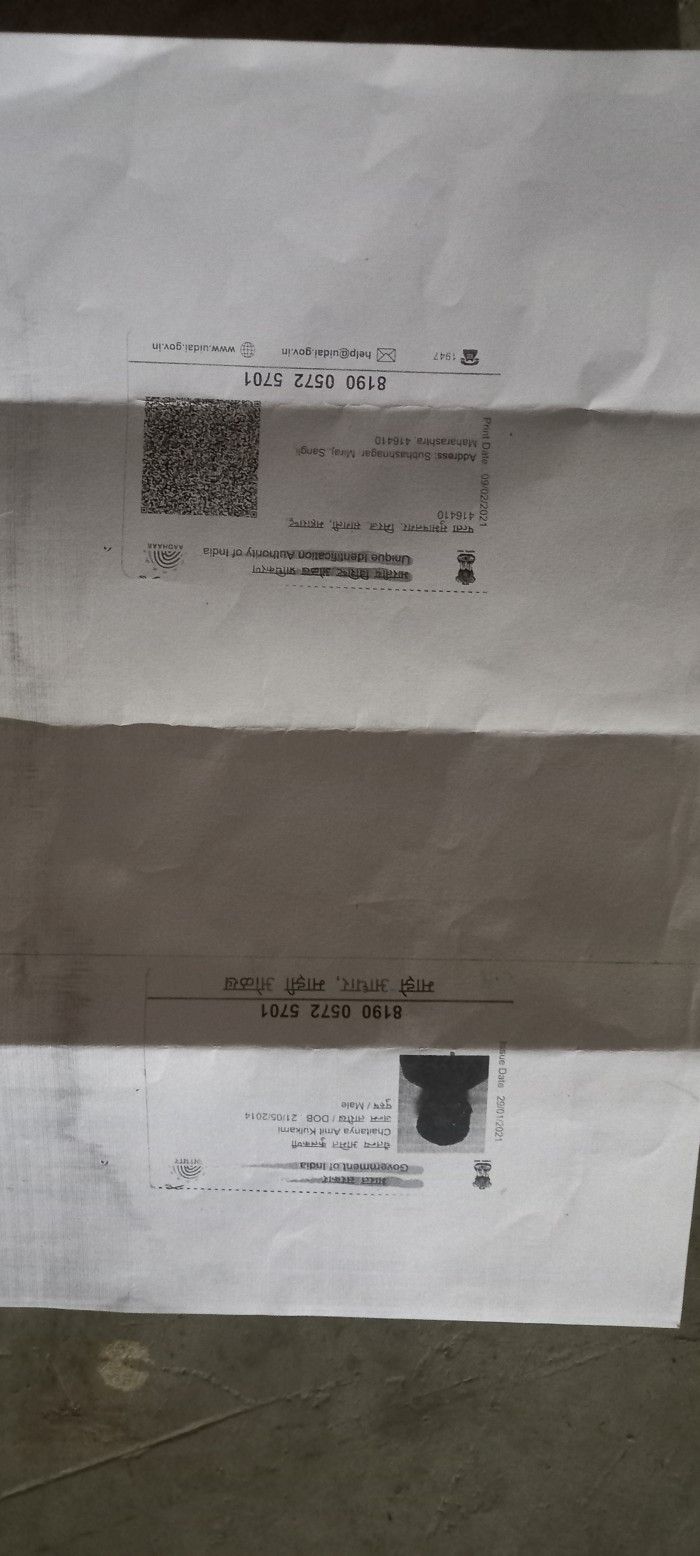 भारत सरकार
Government of India
Issue Date 29/01/2021
चैतन्य अमित कुलकर्णी
Chaitanya Amit Kulkarni
जन्म तारीख / DOB : 21/05/2014
पुरुष / Male
8190 0572 5701
माझे आधार, माझी ओळख
भारतीय विशिष्ट ओळख प्राधिकरण
Unique Identification Authority of India
AADHAAR
Print Date 09/02/2021
पत्ता सुभाषनगर, मिरज, सांगली, महाराष्ट्र
416410
Address: Subhashnagar Miraj, Sangli
Maharashtra 416410
8190 0572 5701
1947
help@uidai.gov.in
www.uidai.gov.in